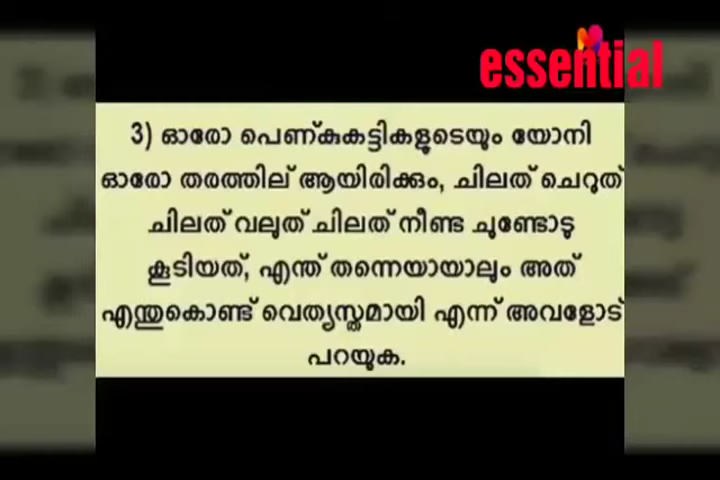 essential
3) ഓരോ പെണ്കുകട്ടികളുടെയും യോനി
ഓരോ തരത്തില് ആയിരിക്കും, ചിലത് ചെറുത്
ചിലത് വലുത് ചിലത് നീണ്ട ചുണ്ടോടു
കൂടിയത്, എന്ത് തന്നെയായാലും അത്
എന്തുകൊണ്ട് വെത്യസ്തമായി എന്ന് അവളോട്
പറയുക.